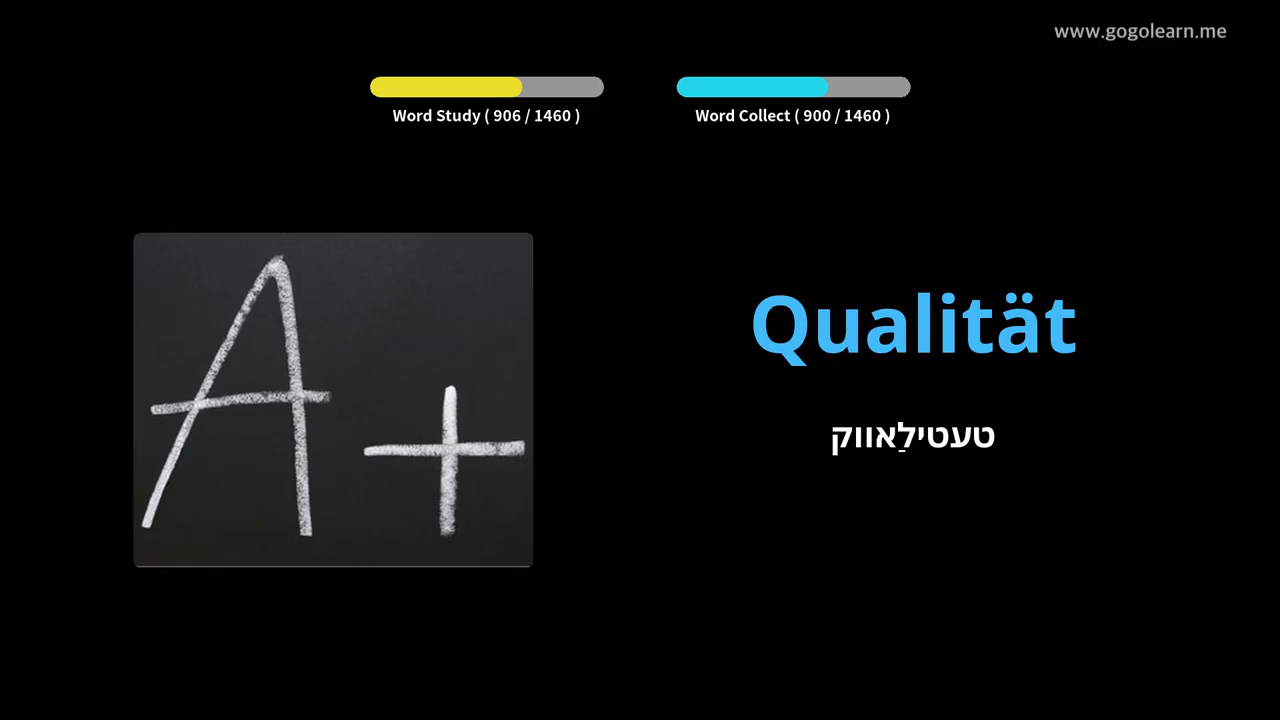 www.gogolearn.me
Word Study ( 906 / 1460 )
Word Collect ( 900 / 1460 )
A+
Qualität
טעטילַאווק